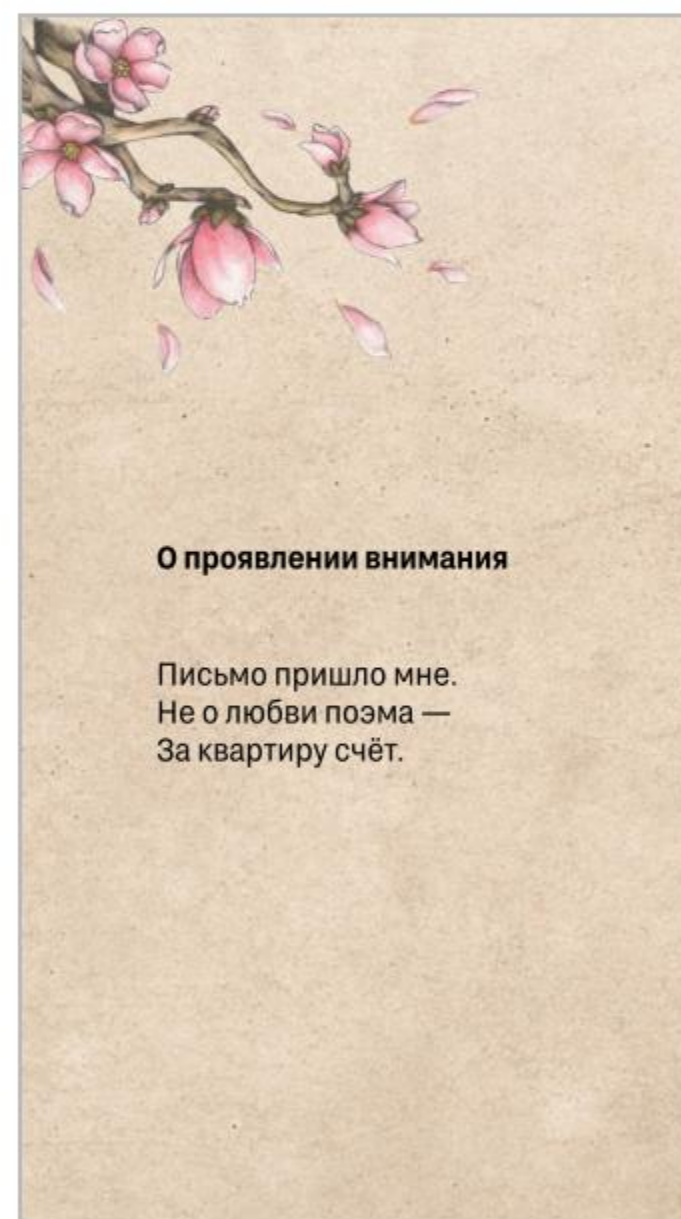 О проявлении внимания
Письмо пришло мне.
Не о любви поэма —
За квартиру счёт.